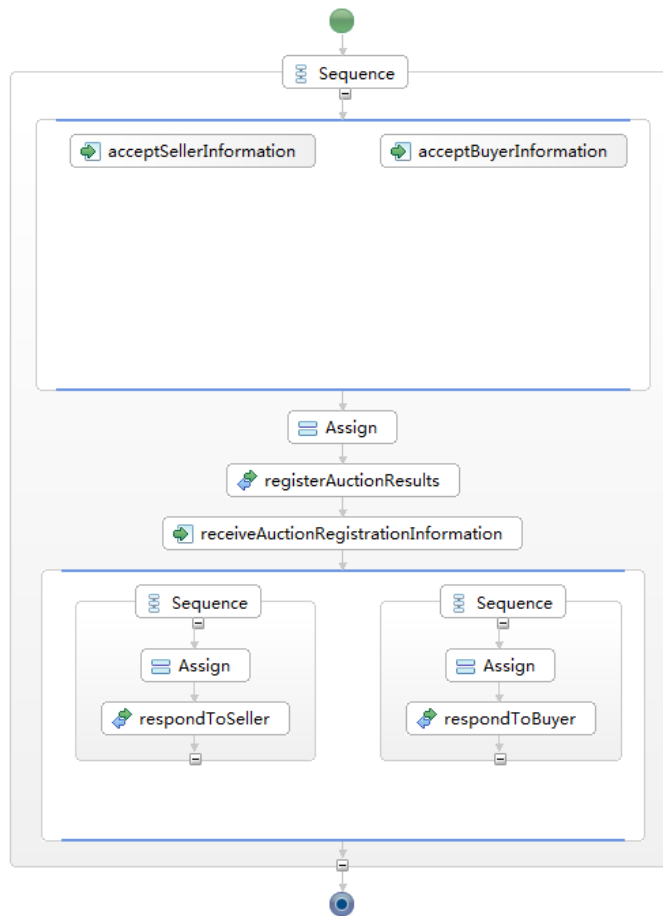 Sequence
acceptSellerInformation
acceptBuyerInformation
Assign
registerAuctionResults
receiveAuctionRegistrationInformation
Sequence
Sequence
Assign
Assign
respondToSeller
respondToBuyer